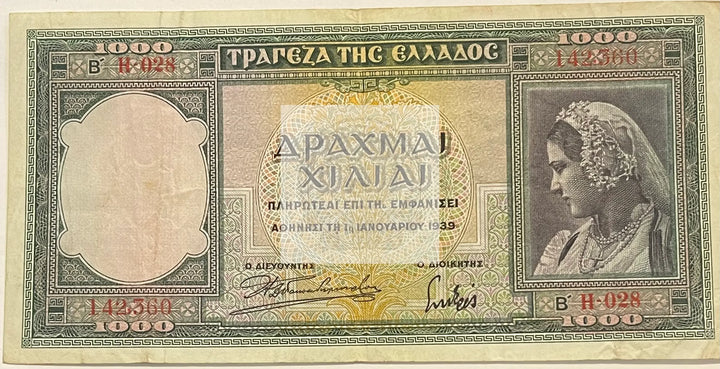 1000 1000
ΤΡΑΠΕΖΑ ΤΗΣ ΕΛΛΑΔΟΣ
Β΄ Η-028 142360
ΔΡΑΧΜΑΙ
ΧΙΛΙΑΙ
ΠΛΗΡΩΤΕΑΙ ΕΠΙ ΤΗ, ΕΜΦΑΝΙΣΕΙ
ΑΘΗΝΗΣΙ ΤΗ 1η ΙΑΝΟΥΑΡΙΟΥ 1939
Ο ΔΙΕΥΘΥΝΤΗΣ Ο ΔΙΟΙΚΗΤΗΣ
142360 Β΄ Η-028
1000 1000